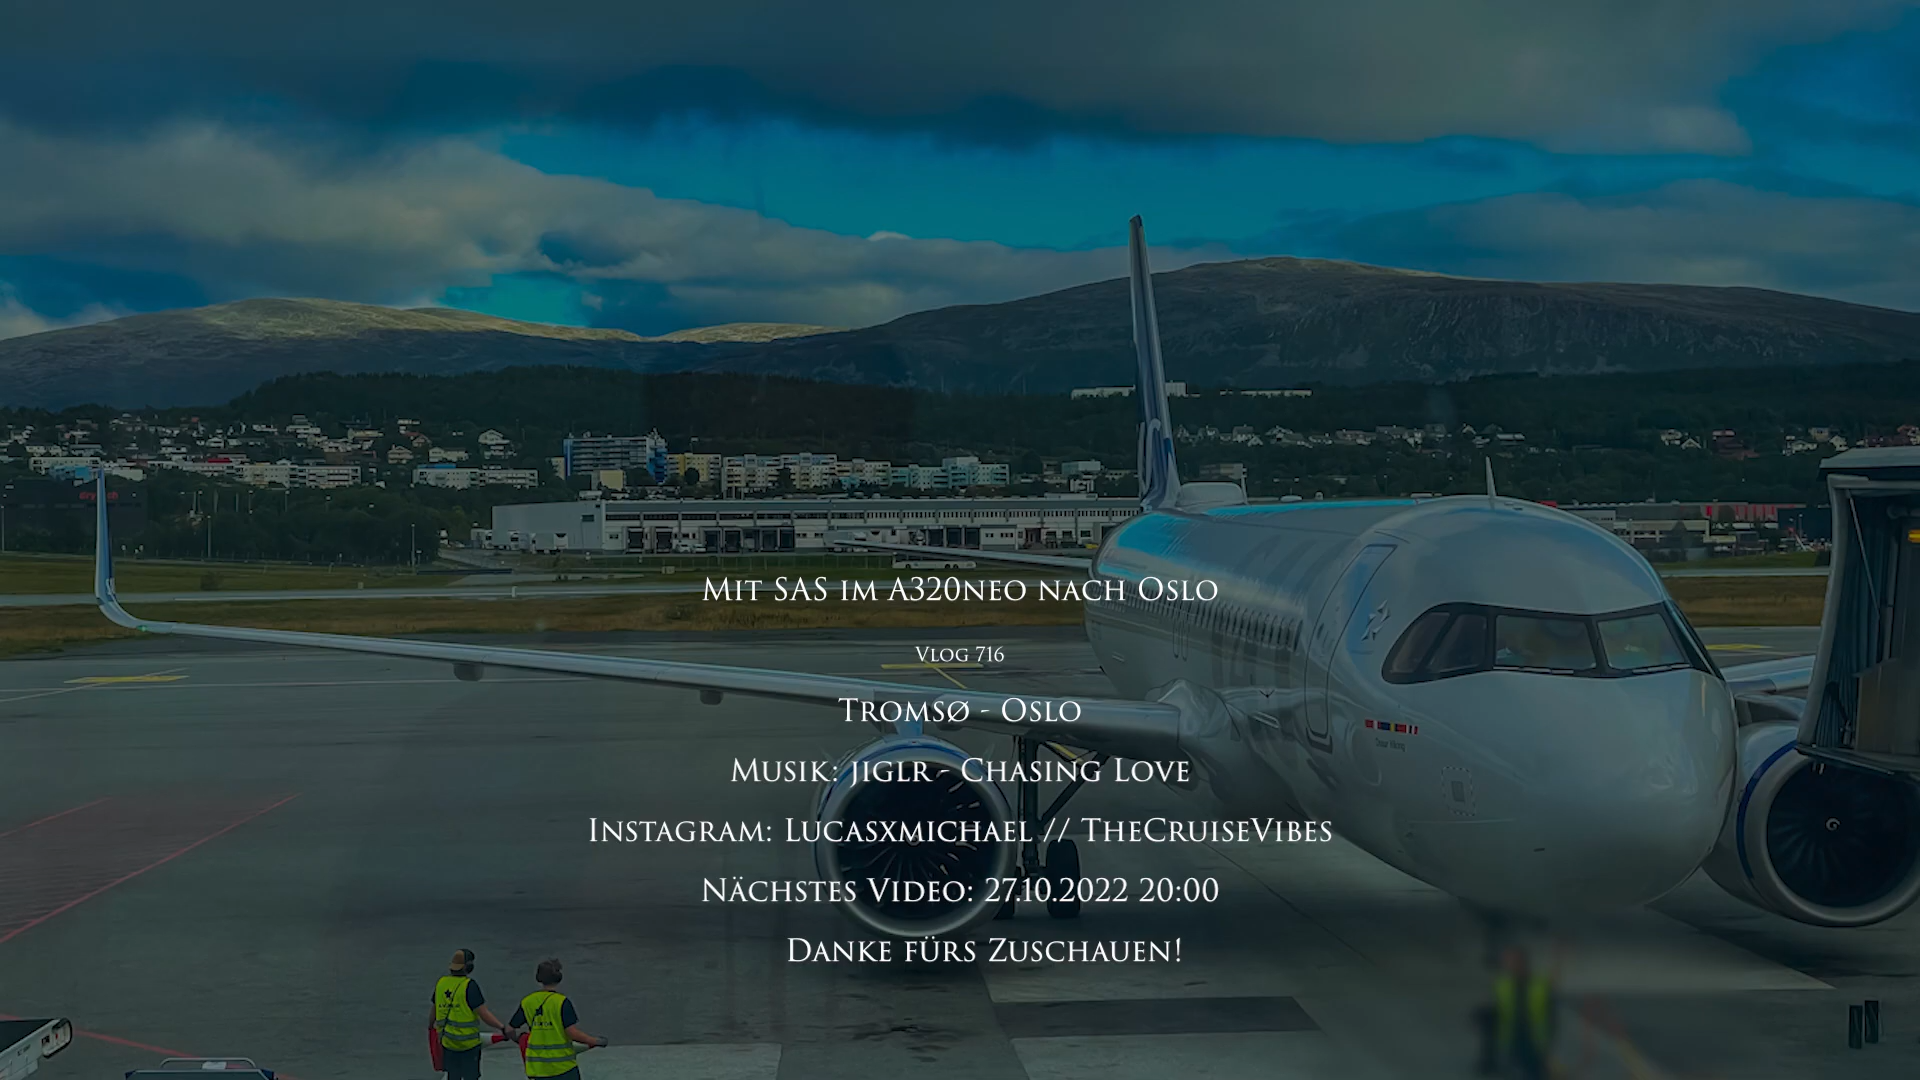 Mit SAS im A320neo nach Oslo
Vlog 716
Tromsø - Oslo
Musik: jiglr - Chasing Love
Instagram: Lucasxmichael // TheCruiseVibes
Nächstes Video: 27.10.2022 20:00
Danke fürs Zuschauen!